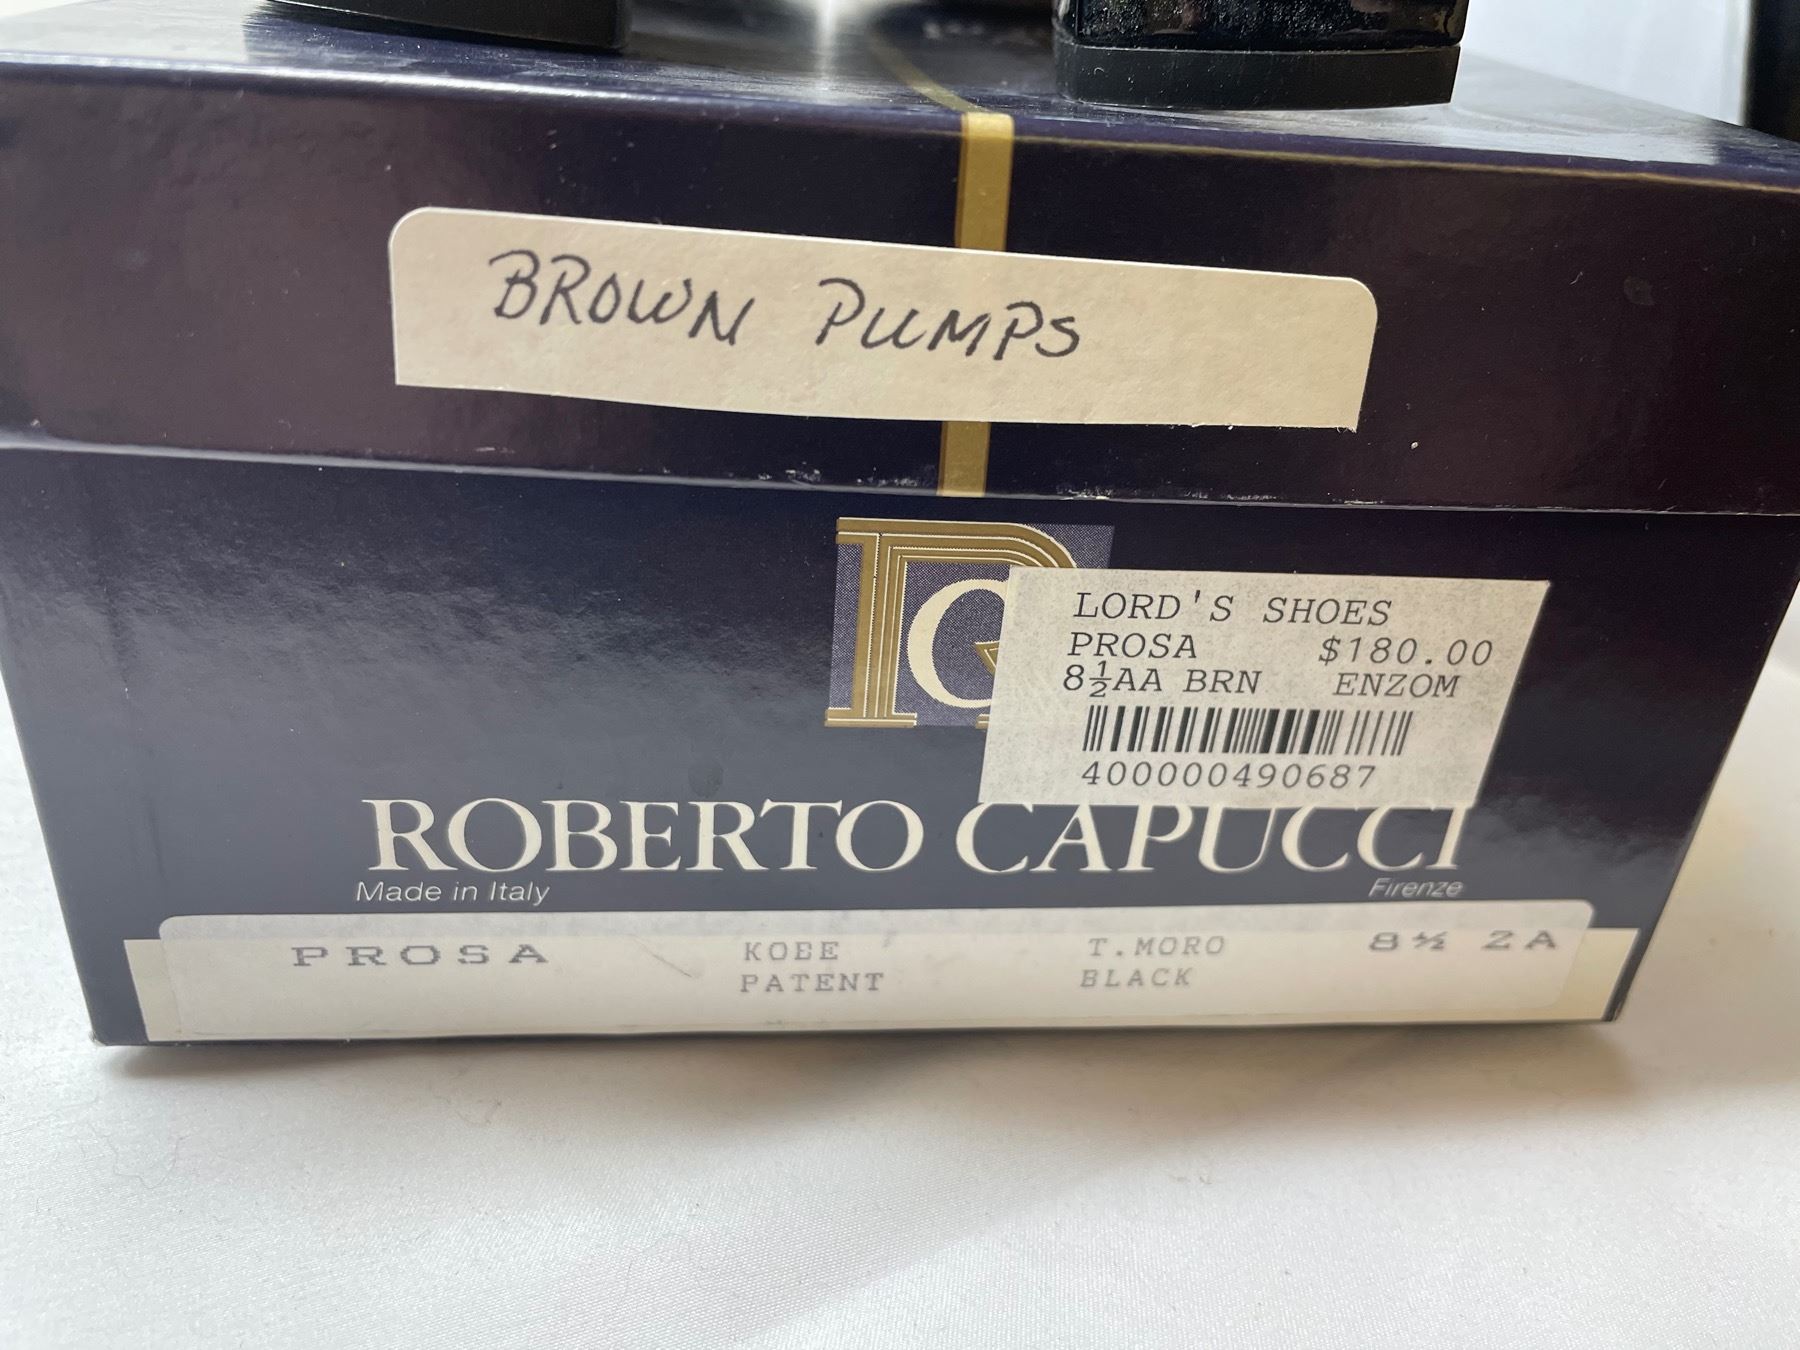 BROWN PUMPS
LORD'S SHOES
PROSA $180.00
8½AA BRN ENZOM
400000490687
ROBERTO CAPUCCI
Made in Italy Firenze
PROSA KOBE T.MORO 8½ 2A
PATENT BLACK